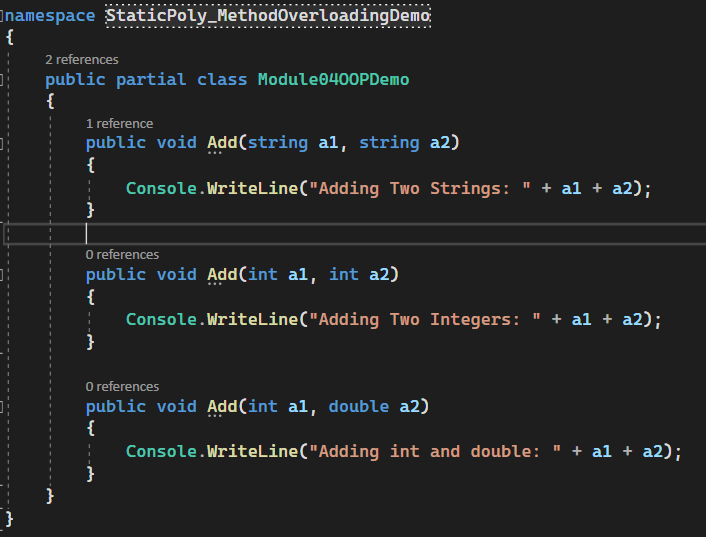 namespace StaticPoly_MethodOverloadingDemo
{
2 references
public partial class Module04OOPDemo
{
1 reference
public void Add(string a1, string a2)
{
Console.WriteLine("Adding Two Strings: " + a1 + a2);
}
0 references
public void Add(int a1, int a2)
{
Console.WriteLine("Adding Two Integers: " + a1 + a2);
}
0 references
public void Add(int a1, double a2)
{
Console.WriteLine("Adding int and double: " + a1 + a2);
}
}
}